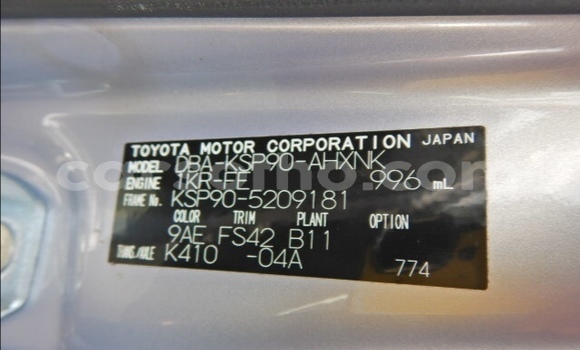 TOYOTA MOTOR CORPORATION JAPAN
MODEL DBA-KSP90-AHXNK
ENGINE 1KR-FE 996 mL
FRAME No. KSP90-5209181
COLOR TRIM PLANT OPTION
9AE FS42 B11
TRANS./AXLE K410 -04A
774